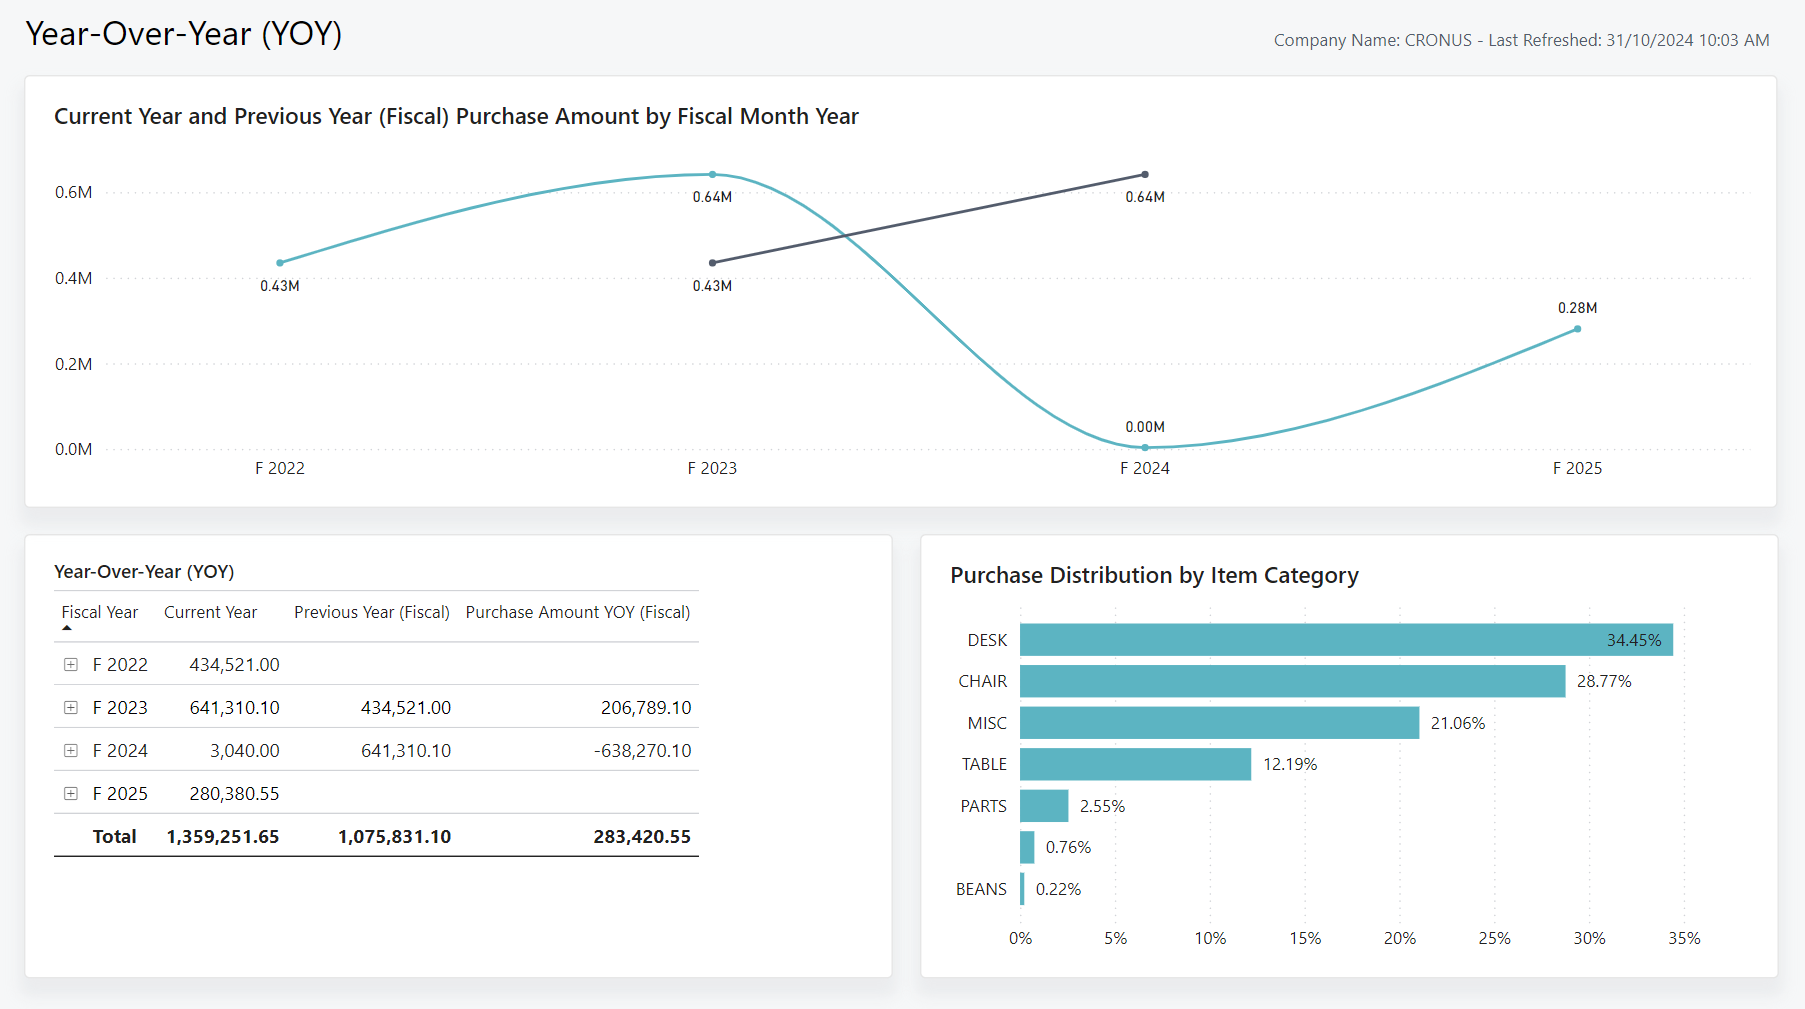 Year-Over-Year (YOY)
Company Name: CRONUS - Last Refreshed: 31/10/2024 10:03 AM
Current Year and Previous Year (Fiscal) Purchase Amount by Fiscal Month Year
0.6M
0.4M
0.2M
0.0M
0.43M
0.64M
0.43M
0.64M
0.00M
0.28M
F 2022
F 2023
F 2024
F 2025
Year-Over-Year (YOY)
Fiscal Year Current Year Previous Year (Fiscal) Purchase Amount YOY (Fiscal)
F 2022 434,521.00
F 2023 641,310.10 434,521.00 206,789.10
F 2024 3,040.00 641,310.10 -638,270.10
F 2025 280,380.55
Total 1,359,251.65 1,075,831.10 283,420.55
Purchase Distribution by Item Category
DESK 34.45%
CHAIR 28.77%
MISC 21.06%
TABLE 12.19%
PARTS 2.55%
0.76%
BEANS 0.22%
0% 5% 10% 15% 20% 25% 30% 35%